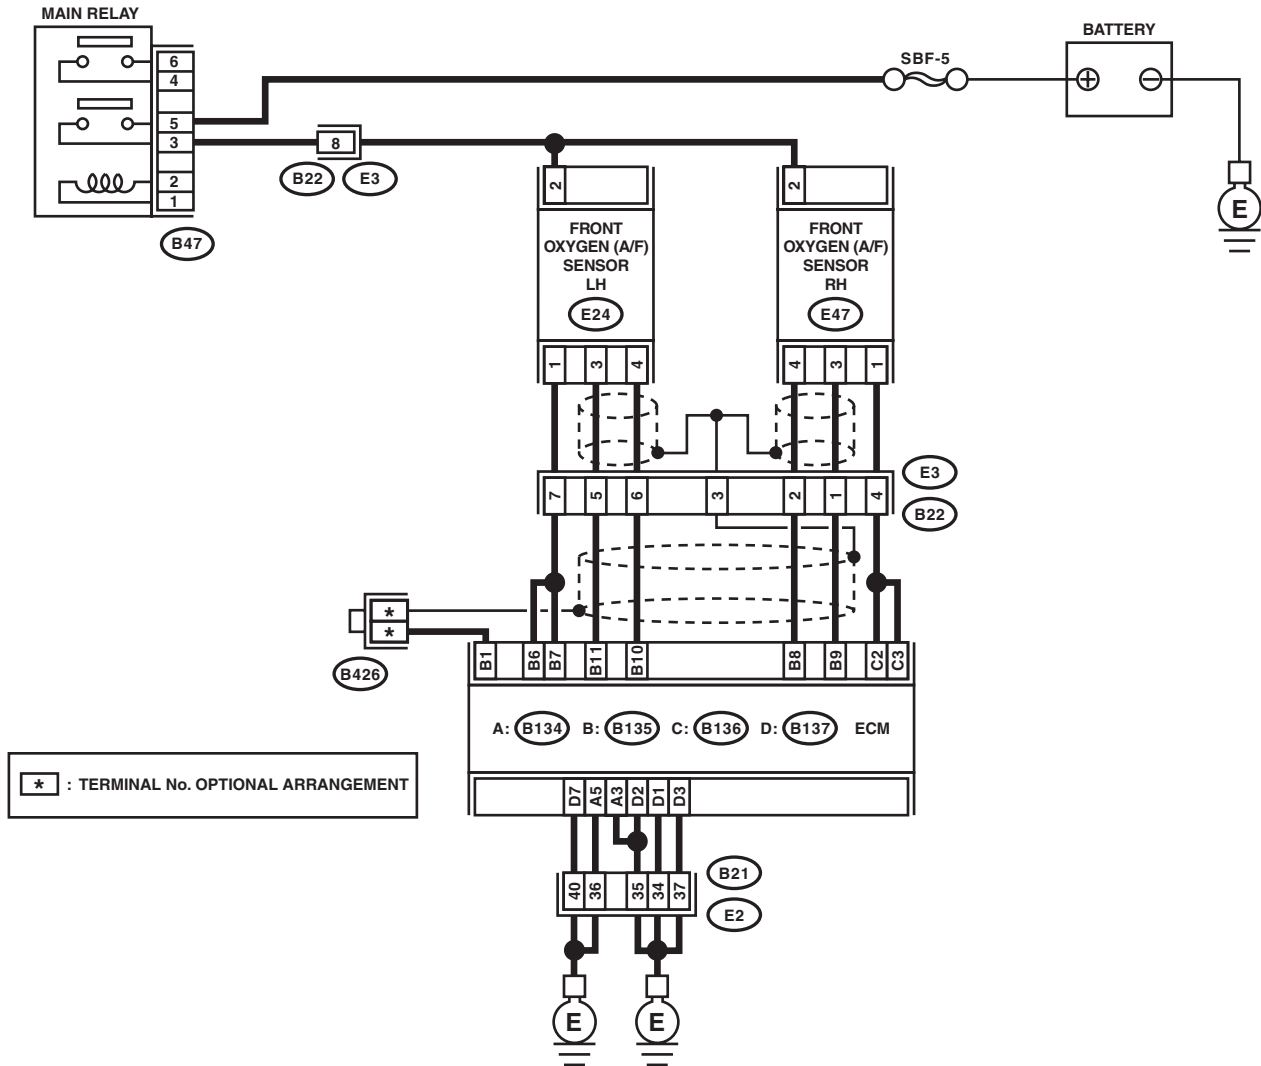 MAIN RELAY
BATTERY
SBF-5
6
4
5
3
2
1
8
B22 E3
B47
E
2
2
FRONT
OXYGEN (A/F)
SENSOR
LH
E24
FRONT
OXYGEN (A/F)
SENSOR
RH
E47
1 3 4
4 3 1
E3
7 5 6 3 2 1 4
B22
*
*
B426
B1 B6 B7 B11 B10 B8 B9 C2 C3
A: B134 B: B135 C: B136 D: B137 ECM
* : TERMINAL No. OPTIONAL ARRANGEMENT
D7 A5 A3 D2 D1 D3
B21
40 36 35 34 37
E2
E E